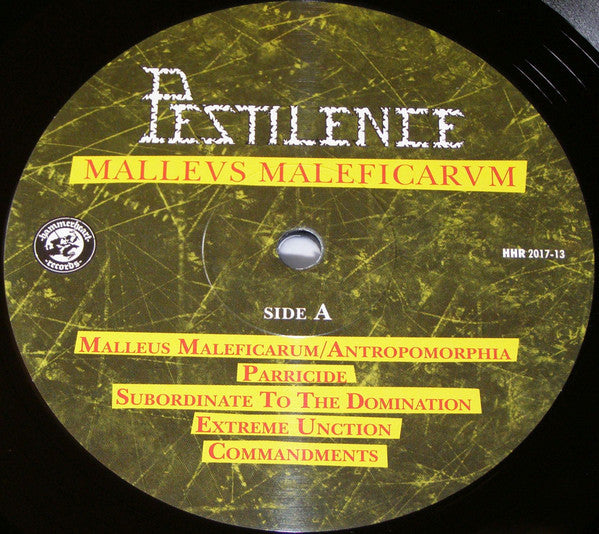 PESTILENCE
MALLEVS MALEFICARVM
hammerheart
·records·
HHR 2017-13
SIDE A
MALLEUS MALEFICARUM/ANTROPOMORPHIA
PARRICIDE
SUBORDINATE TO THE DOMINATION
EXTREME UNCTION
COMMANDMENTS